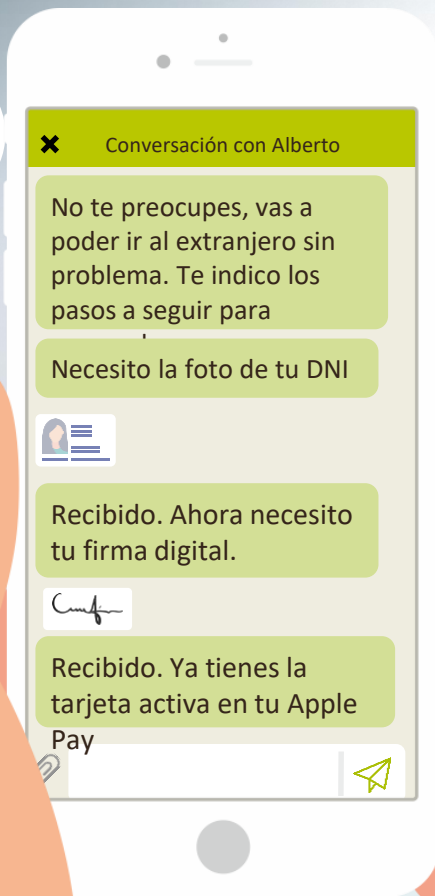 Conversación con Alberto
No te preocupes, vas a
poder ir al extranjero sin
problema. Te indico los
pasos a seguir para
Necesito la foto de tu DNI
Recibido. Ahora necesito
tu firma digital.
Recibido. Ya tienes la
tarjeta activa en tu Apple
Pay